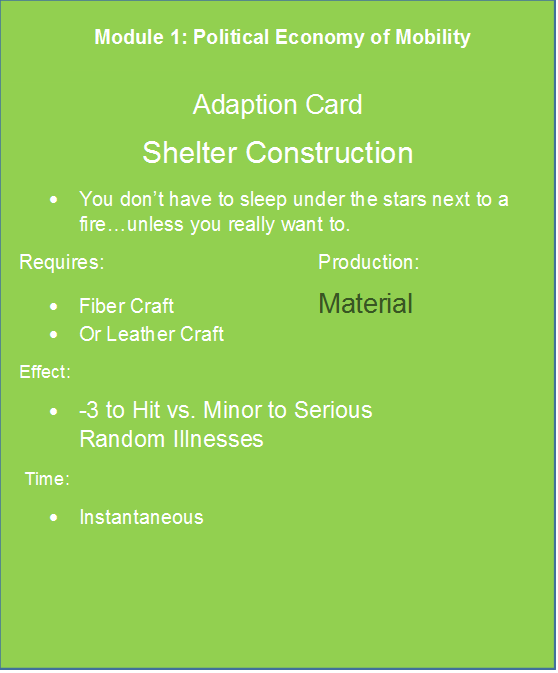 Module 1: Political Economy of Mobility
Adaption Card
Shelter Construction
• You don’t have to sleep under the stars next to a
fire…unless you really want to.
Requires:
Production:
• Fiber Craft
Material
• Or Leather Craft
Effect:
• -3 to Hit vs. Minor to Serious
Random Illnesses
Time:
• Instantaneous